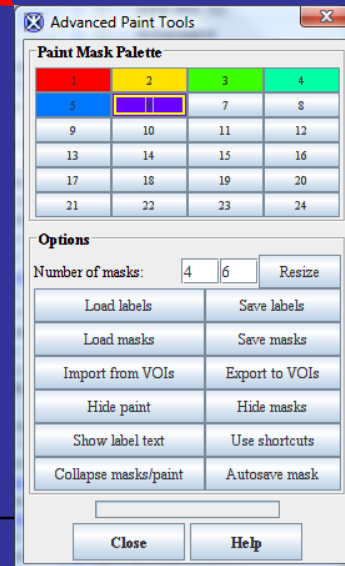 Advanced Paint Tools
Paint Mask Palette
1 2 3 4
5 6 7 8
9 10 11 12
13 14 15 16
17 18 19 20
21 22 23 24
Options
Number of masks: 4 6 Resize
Load labels Save labels
Load masks Save masks
Import from VOIs Export to VOIs
Hide paint Hide masks
Show label text Use shortcuts
Collapse masks/paint Autosave mask
Close Help